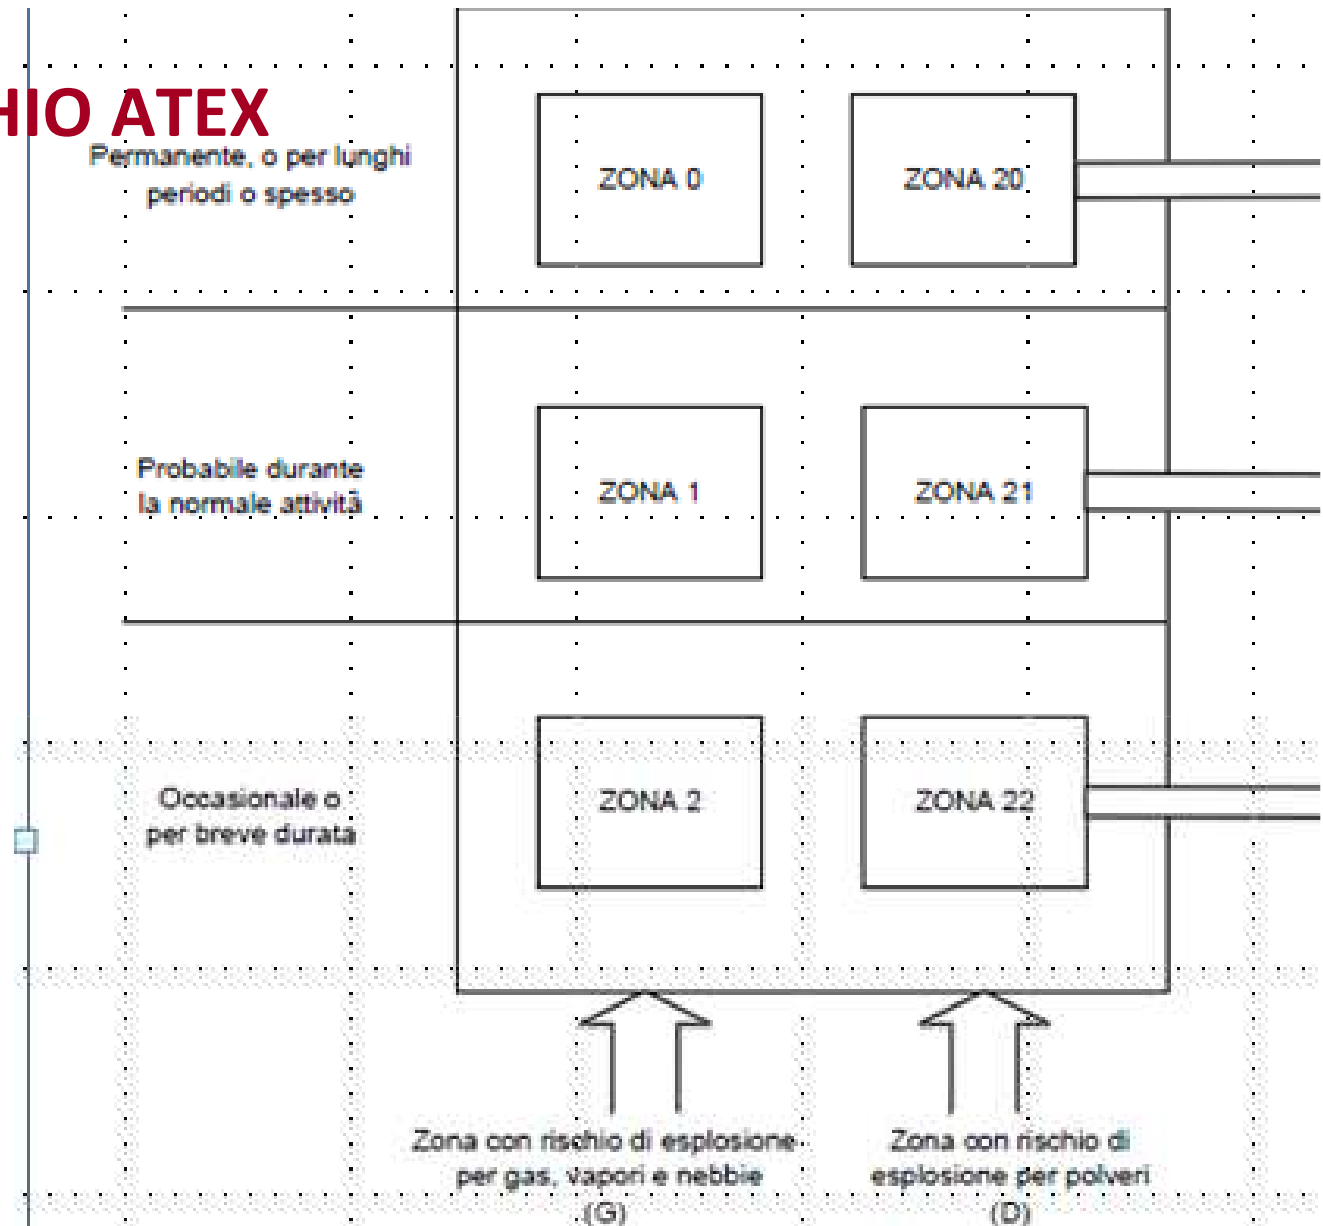 HIO ATEX
Permanente, o per lunghi
periodi o spesso
ZONA 0
ZONA 20
Probabile durante
la normale attività
ZONA 1
ZONA 21
Occasionale o
per breve durata
ZONA 2
ZONA 22
Zona con rischio di esplosione
per gas, vapori e nebbie
(G)
Zona con rischio di
esplosione per polveri
(D)